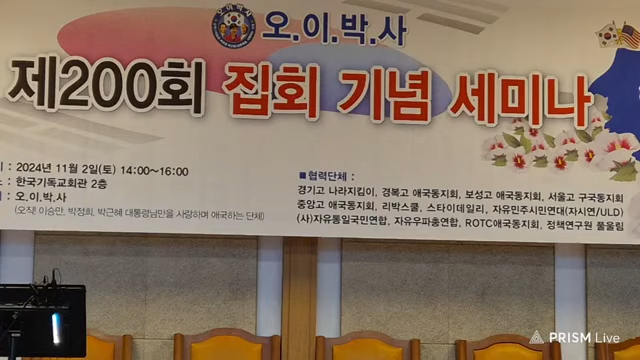 오.이.박.사
제200회 집회 기념 세미나
: 2024년 11월 2일(토) 14:00~16:00
: 한국기독교회관 2층
: 오.이.박.사
(오직! 이승만, 박정희, 박근혜 대통령님만을 사랑하며 애국하는 단체)
■협력단체 :
경기고 나라지킴이, 경복고 애국동지회, 보성고 애국동지회, 서울고 구국동지회
중앙고 애국동지회, 리박스쿨, 스타이데일리, 자유민주시민연대(자시연/ULD)
(사)자유통일국민연합, 자유우파총연합, ROTC애국동지회, 정책연구원 풀울림
PRISM Live